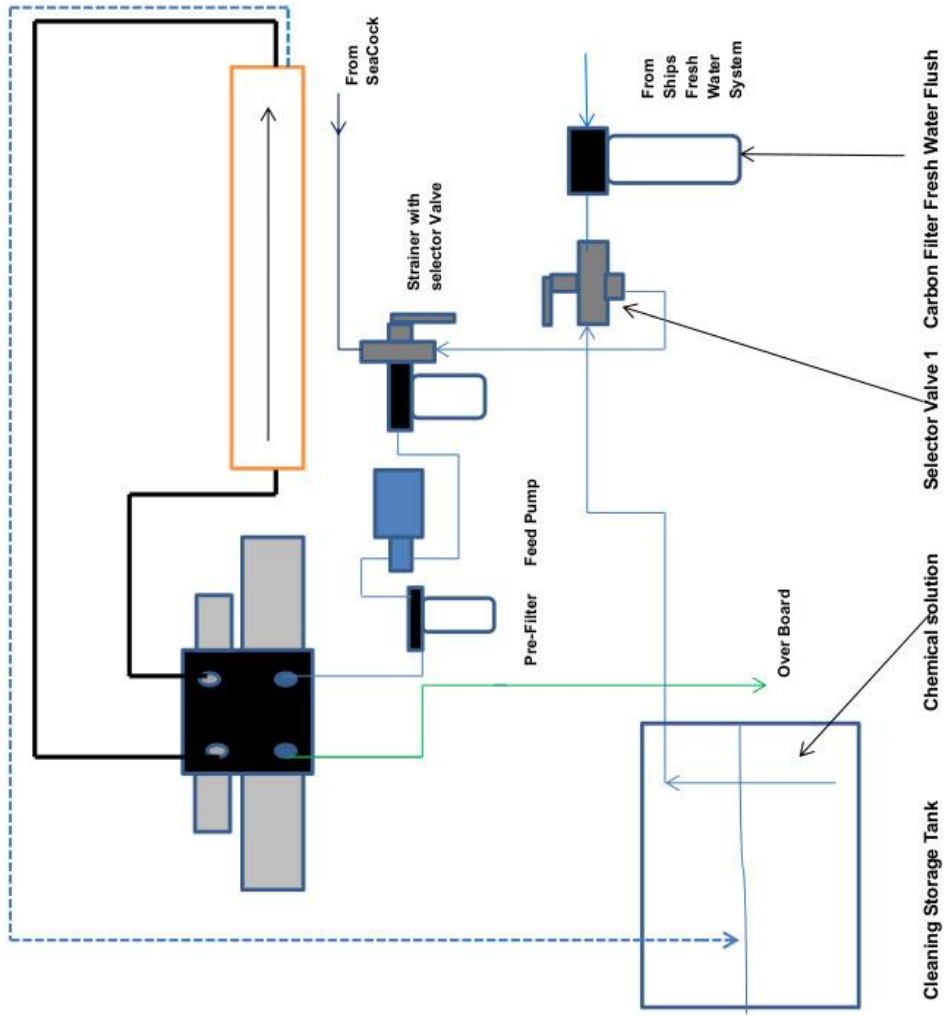 From
SeaCock
Strainer with
selector Valve
From
Ships
Fresh
Water
System
Pre-Filter
Feed Pump
Over Board
Cleaning Storage Tank
Chemical solution
Selector Valve 1
Carbon Filter Fresh Water Flush